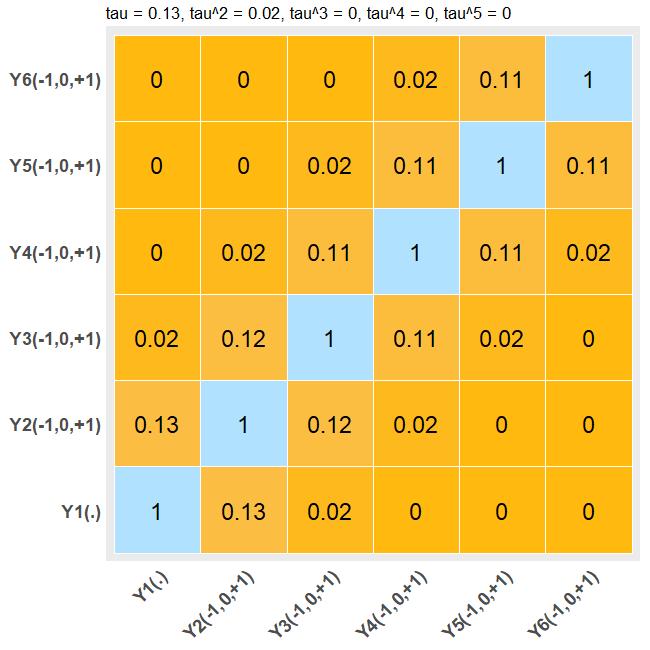 tau = 0.13, tau^2 = 0.02, tau^3 = 0, tau^4 = 0, tau^5 = 0
Y6(-1,0,+1) 0 0 0 0.02 0.11 1
Y5(-1,0,+1) 0 0 0.02 0.11 1 0.11
Y4(-1,0,+1) 0 0.02 0.11 1 0.11 0.02
Y3(-1,0,+1) 0.02 0.12 1 0.11 0.02 0
Y2(-1,0,+1) 0.13 1 0.12 0.02 0 0
Y1(.) 1 0.13 0.02 0 0 0
Y1(.) Y2(-1,0,+1) Y3(-1,0,+1) Y4(-1,0,+1) Y5(-1,0,+1) Y6(-1,0,+1)